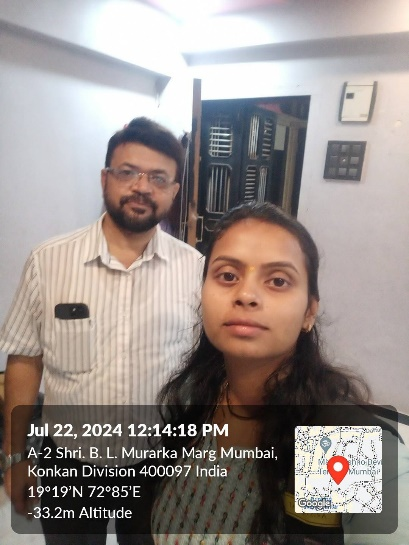 Jul 22, 2024 12:14:18 PM
A-2 Shri. B. L. Murarka Marg Mumbai,
Konkan Division 400097 India
19°19'N 72°85'E
-33.2m Altitude
Google